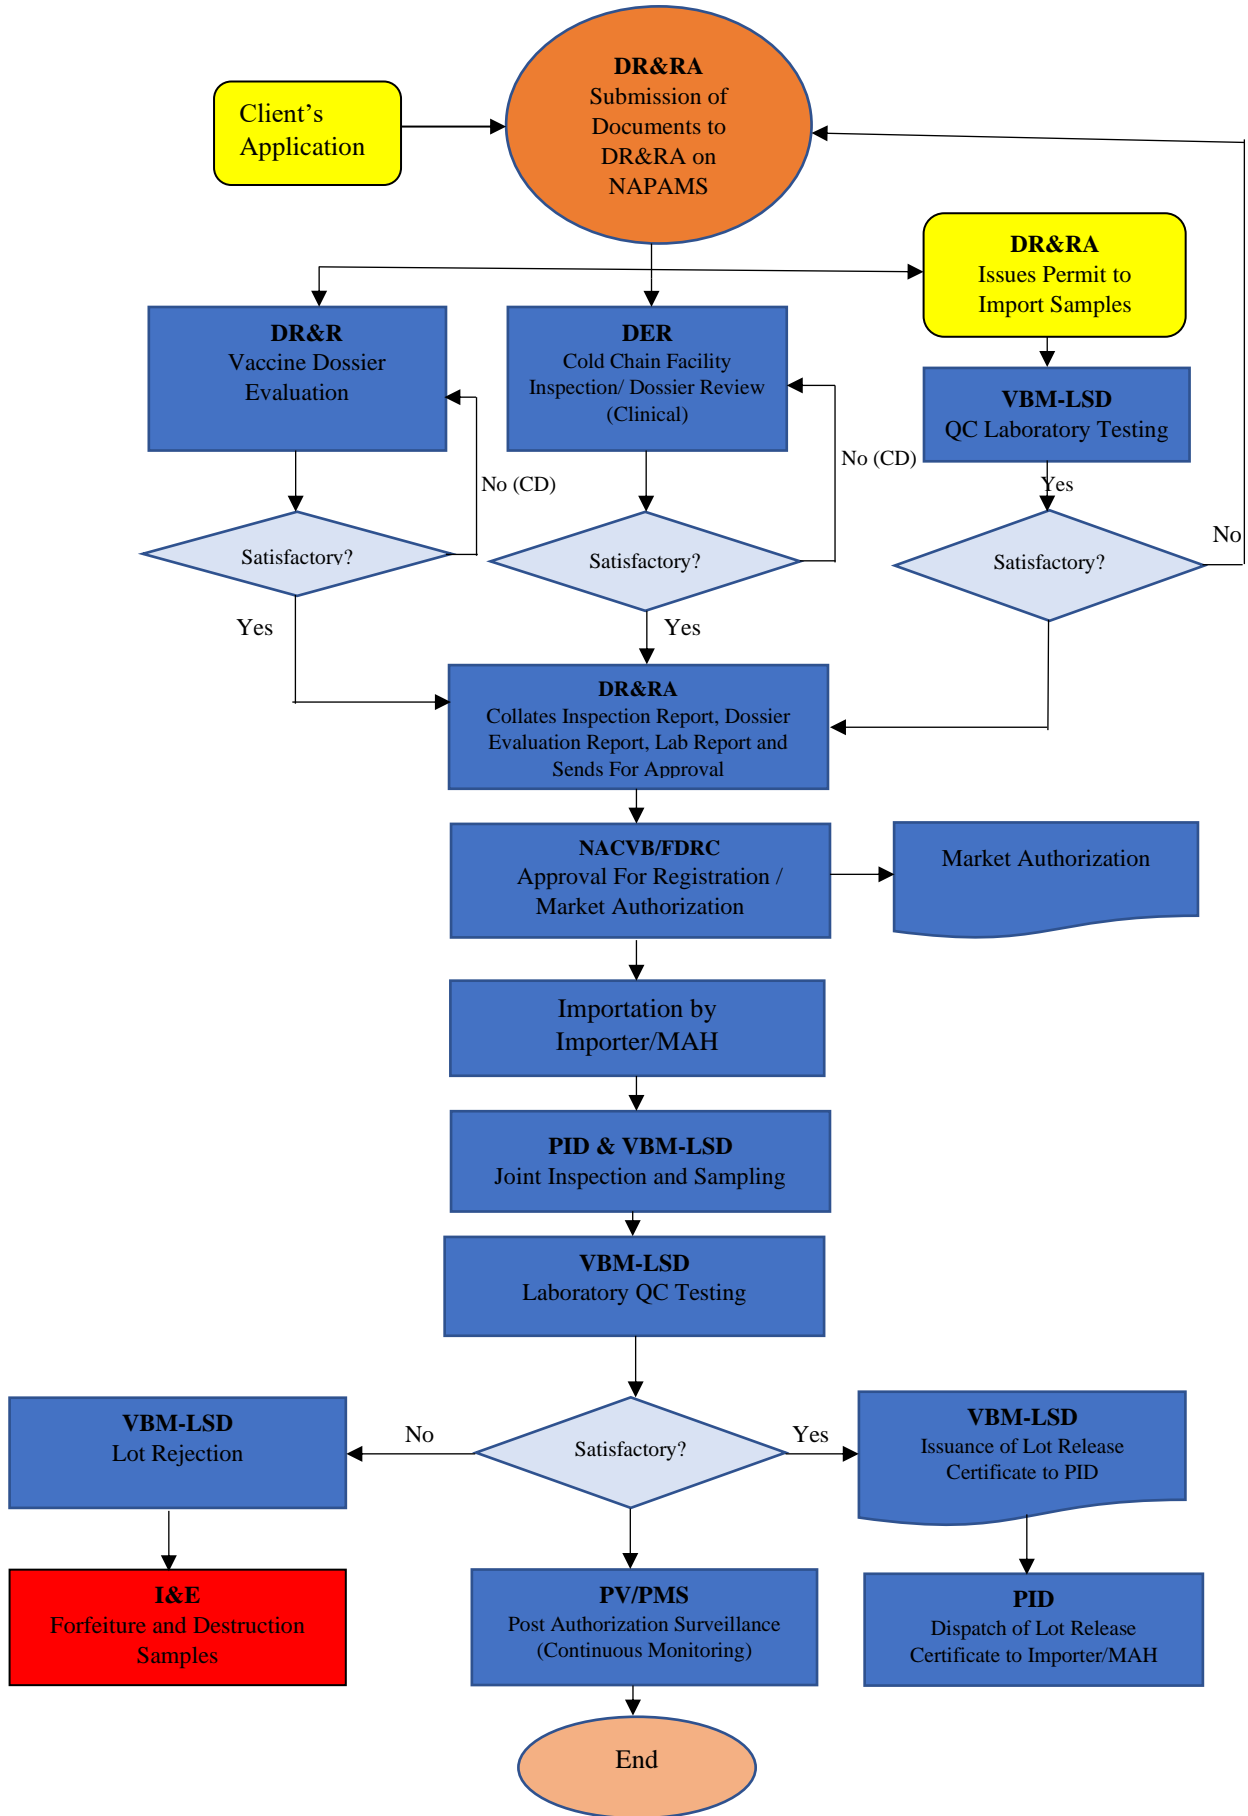 DR&RA
Submission of
Documents to
DR&RA on
NAPAMS
Client’s
Application
DR&RA
Issues Permit to
Import Samples
DR&R
Vaccine Dossier
Evaluation
DER
Cold Chain Facility
Inspection/ Dossier Review
(Clinical)
VBM-LSD
QC Laboratory Testing
No (CD)
No (CD)
Yes
No
Satisfactory?
Satisfactory?
Satisfactory?
Yes
Yes
DR&RA
Collates Inspection Report, Dossier
Evaluation Report, Lab Report and
Sends For Approval
NACVB/FDRC
Approval For Registration /
Market Authorization
Market Authorization
Importation by
Importer/MAH
PID & VBM-LSD
Joint Inspection and Sampling
VBM-LSD
Laboratory QC Testing
VBM-LSD
Lot Rejection
No
Satisfactory?
Yes
VBM-LSD
Issuance of Lot Release
Certificate to PID
I&E
Forfeiture and Destruction
Samples
PV/PMS
Post Authorization Surveillance
(Continuous Monitoring)
PID
Dispatch of Lot Release
Certificate to Importer/MAH
End